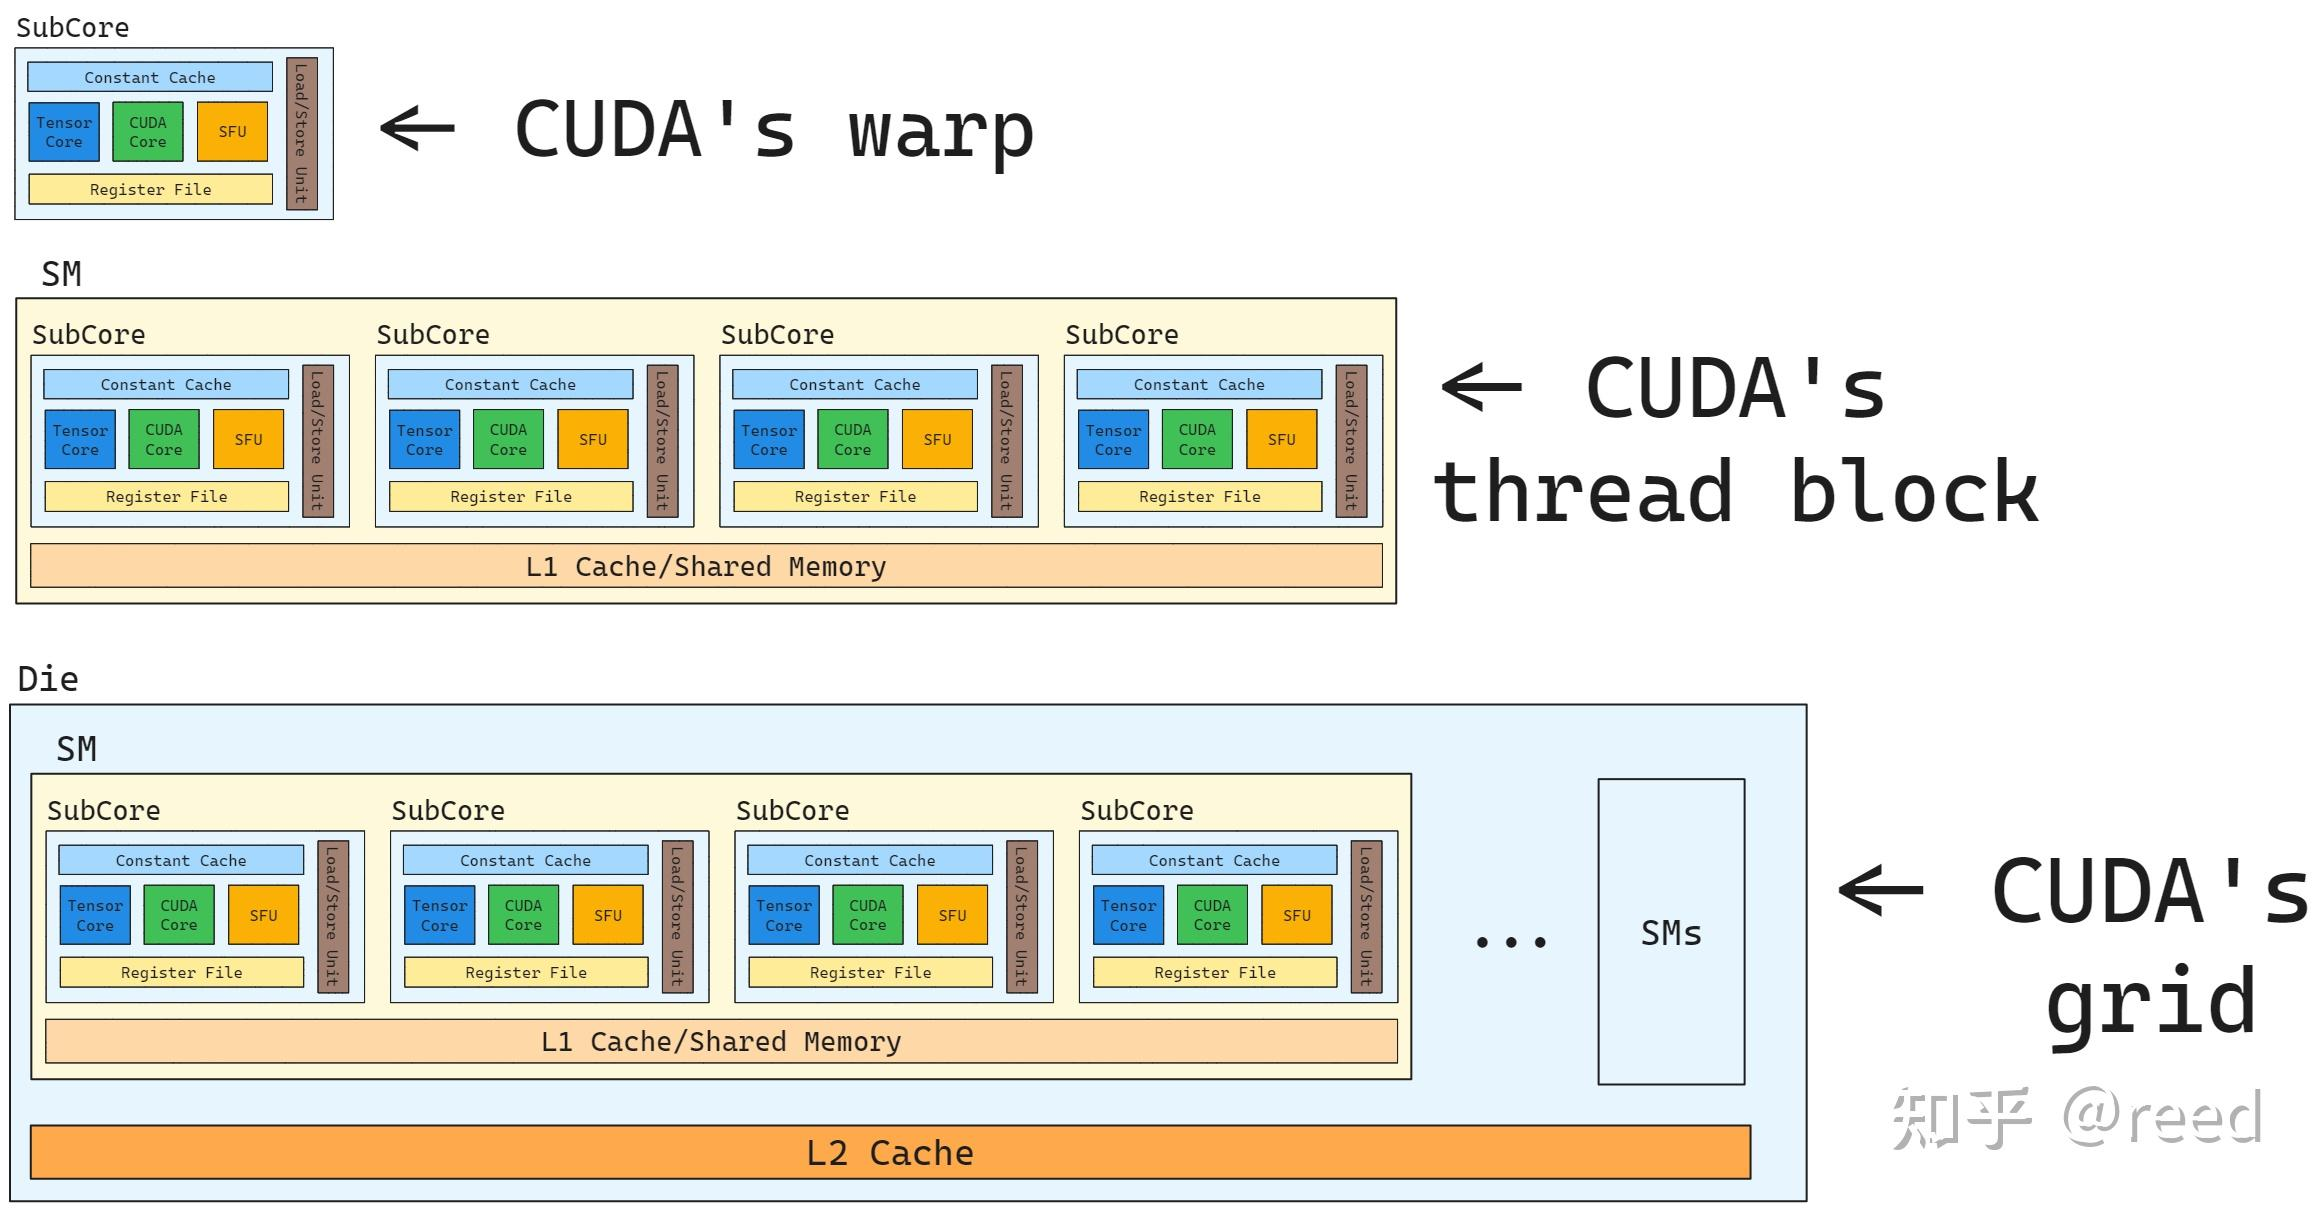 SubCore
Constant Cache
Tensor
Core
CUDA
Core
SFU
Register File
Load/Store Unit
← CUDA's warp
SM
SubCore
Constant Cache
Tensor
Core
CUDA
Core
SFU
Register File
Load/Store Unit
SubCore
Constant Cache
Tensor
Core
CUDA
Core
SFU
Register File
Load/Store Unit
SubCore
Constant Cache
Tensor
Core
CUDA
Core
SFU
Register File
Load/Store Unit
SubCore
Constant Cache
Tensor
Core
CUDA
Core
SFU
Register File
Load/Store Unit
L1 Cache/Shared Memory
← CUDA's
thread block
Die
SM
SubCore
Constant Cache
Tensor
Core
CUDA
Core
SFU
Register File
Load/Store Unit
SubCore
Constant Cache
Tensor
Core
CUDA
Core
SFU
Register File
Load/Store Unit
SubCore
Constant Cache
Tensor
Core
CUDA
Core
SFU
Register File
Load/Store Unit
SubCore
Constant Cache
Tensor
Core
CUDA
Core
SFU
Register File
Load/Store Unit
L1 Cache/Shared Memory
...
SMs
L2 Cache
← CUDA's
grid
知乎 @reed